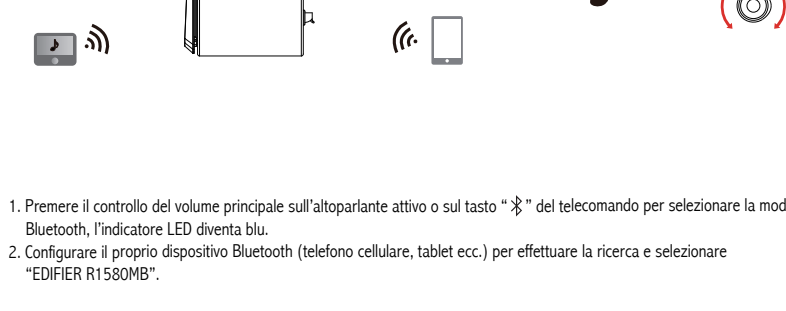 1. Premere il controllo del volume principale sull'altoparlante attivo o sul tasto “ ” del telecomando per selezionare la mod
Bluetooth, l'indicatore LED diventa blu.
2. Configurare il proprio dispositivo Bluetooth (telefono cellulare, tablet ecc.) per effettuare la ricerca e selezionare
“EDIFIER R1580MB”.